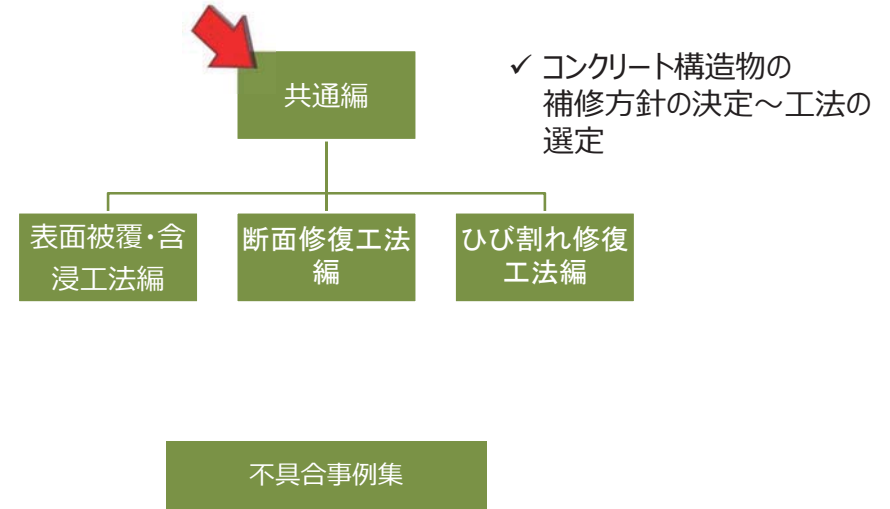 共通編
✓ コンクリート構造物の
補修方針の決定～工法の
選定
表面被覆・含
浸工法編
断面修復工法
編
ひび割れ修復
工法編
不具合事例集